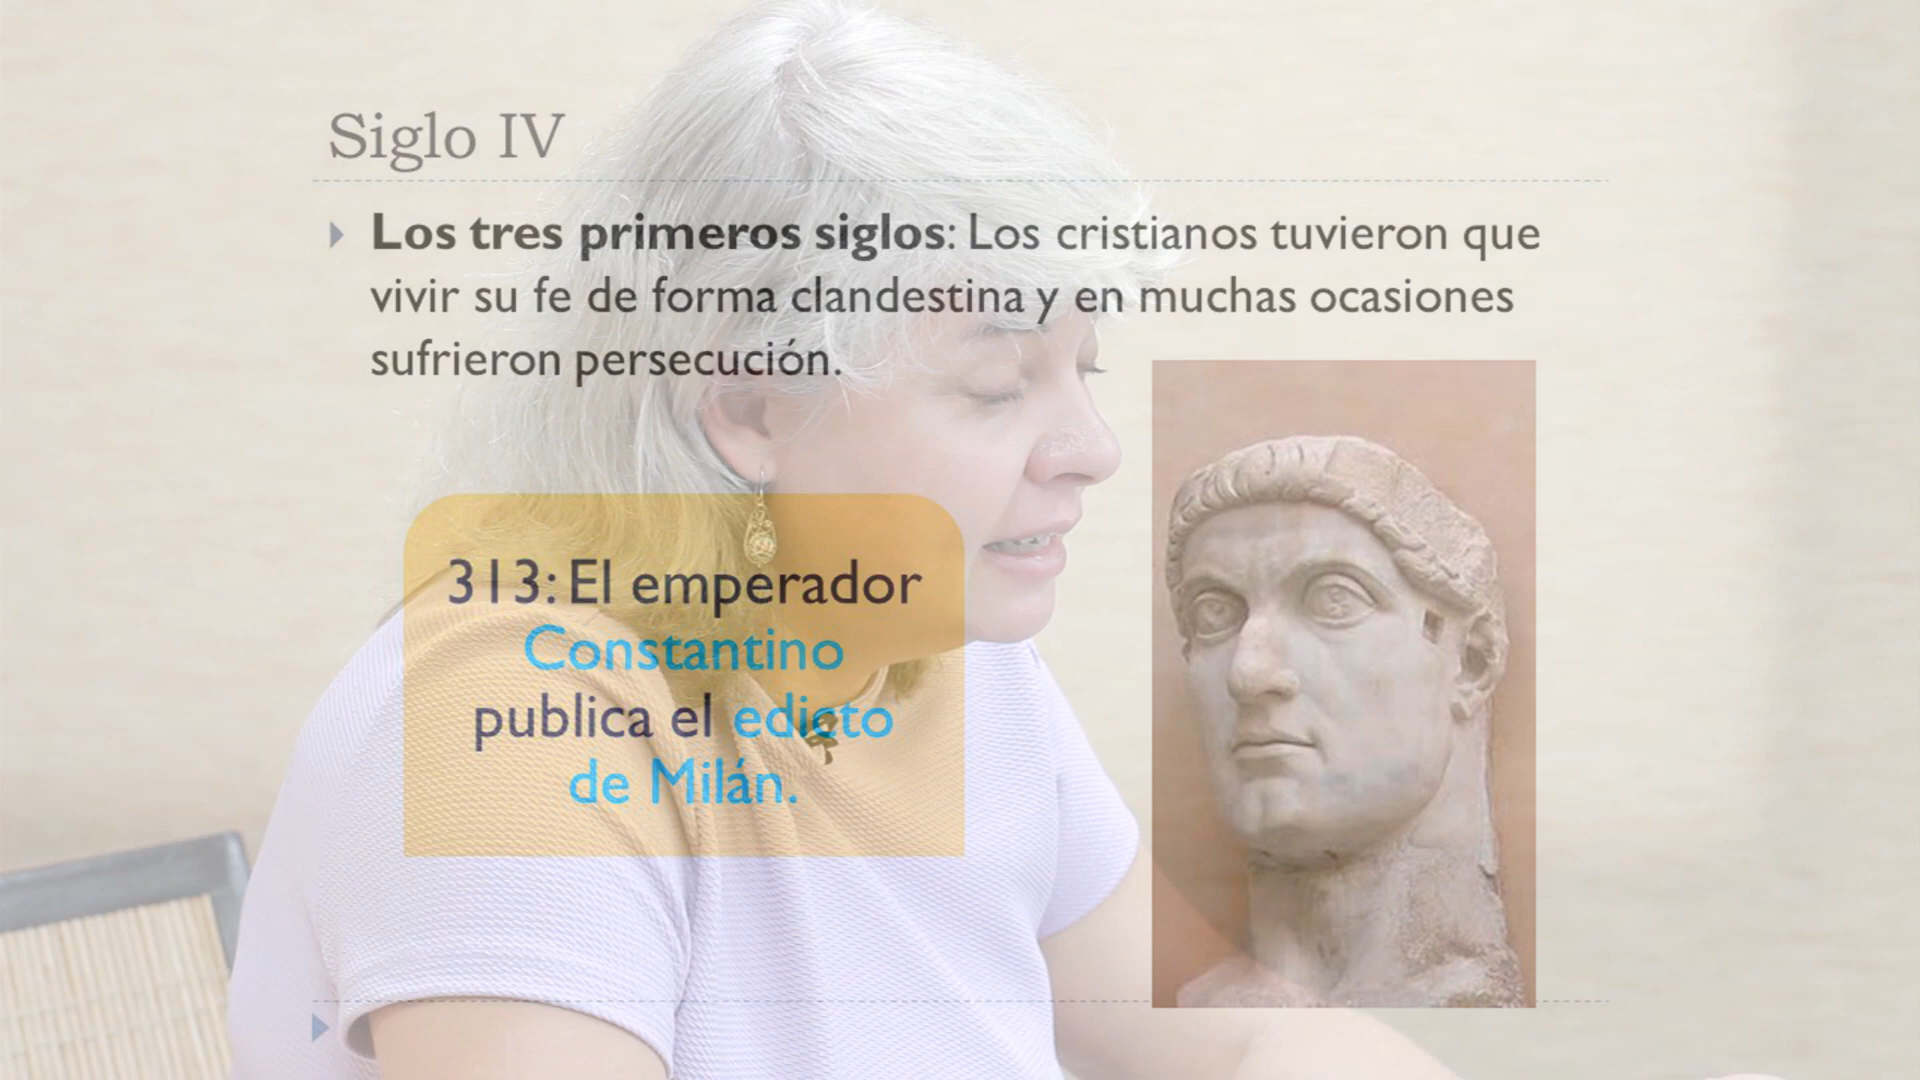 Siglo IV
Los tres primeros siglos: Los cristianos tuvieron que
vivir su fe de forma clandestina y en muchas ocasiones
sufrieron persecución.
313: El emperador
Constantino
publica el edicto
de Milán.